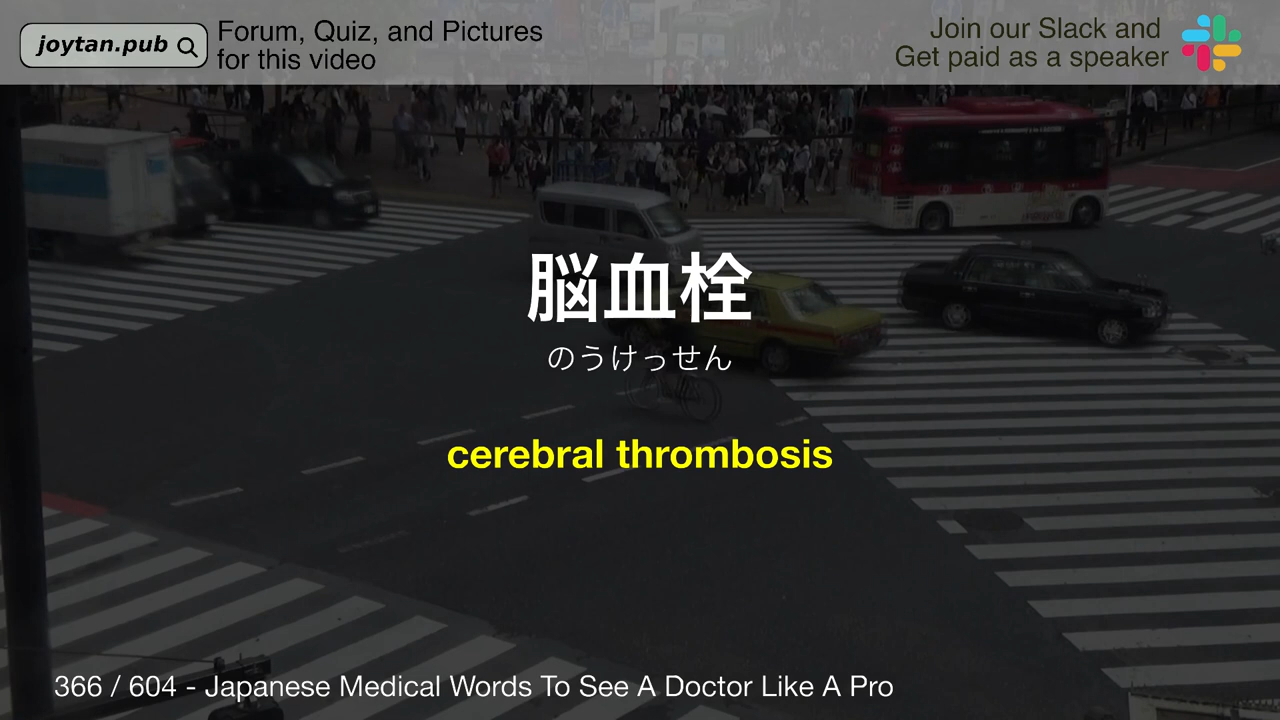 joytan.pub
Forum, Quiz, and Pictures
for this video
Join our Slack and
Get paid as a speaker
脳血栓
のうけっせん
cerebral thrombosis
366 / 604 - Japanese Medical Words To See A Doctor Like A Pro